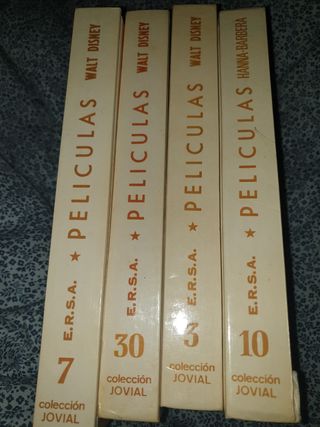 WALT DISNEY
PELICULAS
★
E.R.S.A.
7
colección
JOVIAL
WALT DISNEY
PELICULAS
★
E.R.S.A.
30
colección
JOVIAL
WALT DISNEY
PELICULAS
★
E.R.S.A.
3
colección
JOVIAL
HANNA-BARBERA
PELICULAS
★
E.R.S.A.
10
colección
JOVIAL